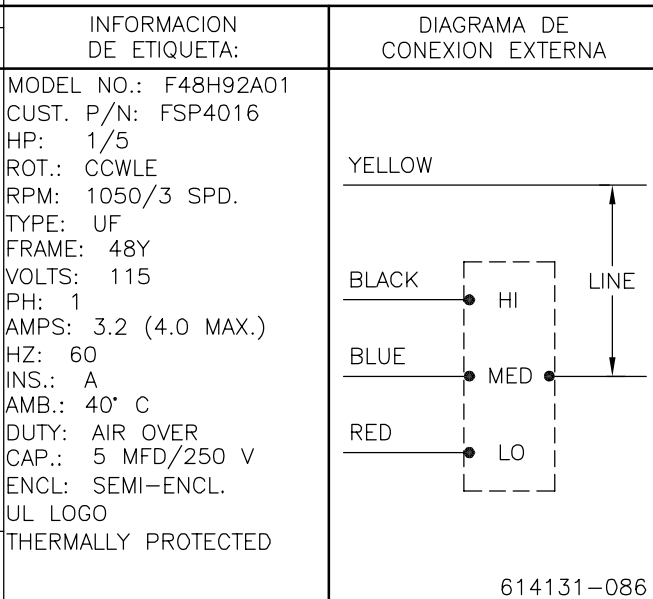 INFORMACION
DE ETIQUETA:
MODEL NO.: F48H92A01
CUST. P/N: FSP4016
HP: 1/5
ROT.: CCWLE
RPM: 1050/3 SPD.
TYPE: UF
FRAME: 48Y
VOLTS: 115
PH: 1
AMPS: 3.2 (4.0 MAX.)
HZ: 60
INS.: A
AMB.: 40° C
DUTY: AIR OVER
CAP.: 5 MFD/250 V
ENCL: SEMI-ENCL.
UL LOGO
THERMALLY PROTECTED
DIAGRAMA DE
CONEXION EXTERNA
YELLOW
LINE
BLACK HI
BLUE MED
RED LO
614131-086